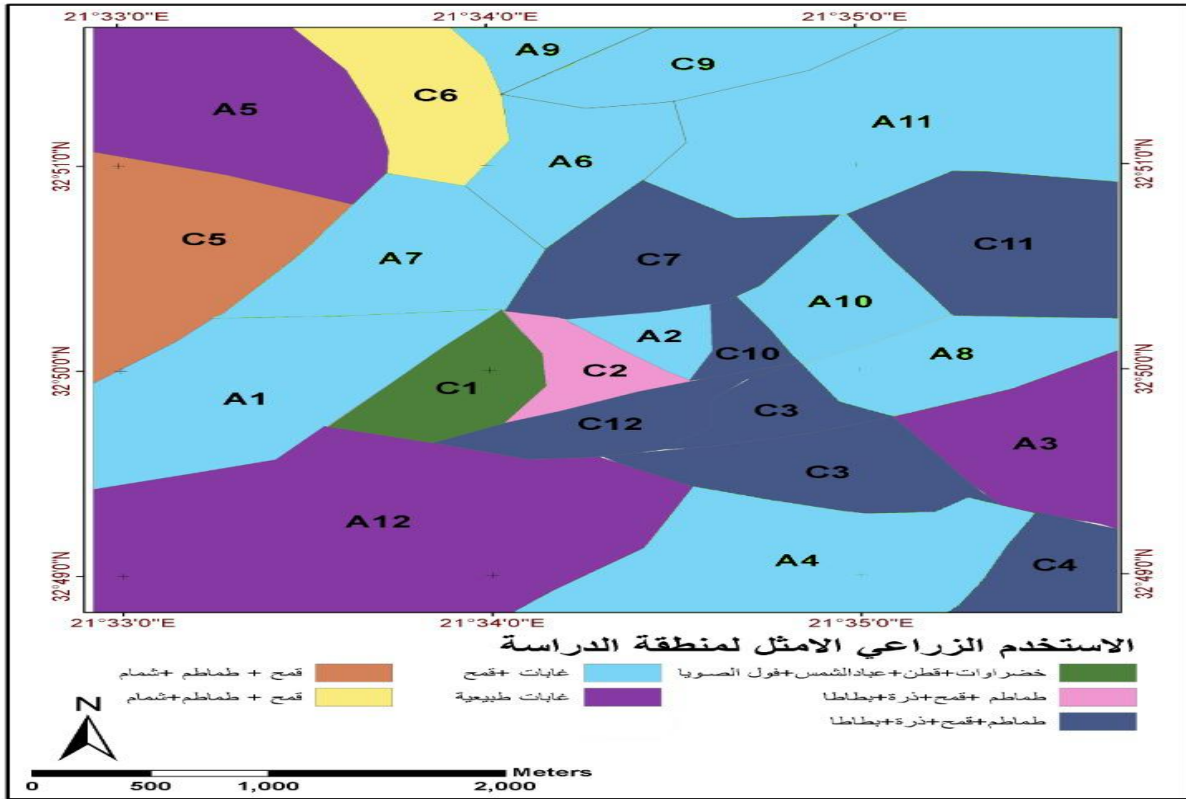 21°33'0"E 21°34'0"E 21°35'0"E
A9
C9
C6
A5
A11
32°51'0"N 32°51'0"N
A6
C5
C11
A7
C7
A10
A2
A8
C10
32°50'0"N 32°50'0"N
C2
C1
A1
C3
C12
A3
C3
A12
A4
C4
32°49'0"N 32°49'0"N
21°33'0"E 21°34'0"E 21°35'0"E
الاستخدم الزراعي الامثل لمنطقة الدراسة
خضراوات+قطن+عبادالشمس+فول الصويا غابات +قمح قمح + طماطم +شمام
طماطم +قمح+ذرة+بطاطا غابات طبيعية قمح + طماطم+شمام
طماطم+قمح+ذرة+بطاطا
N
Meters
0 500 1,000 2,000